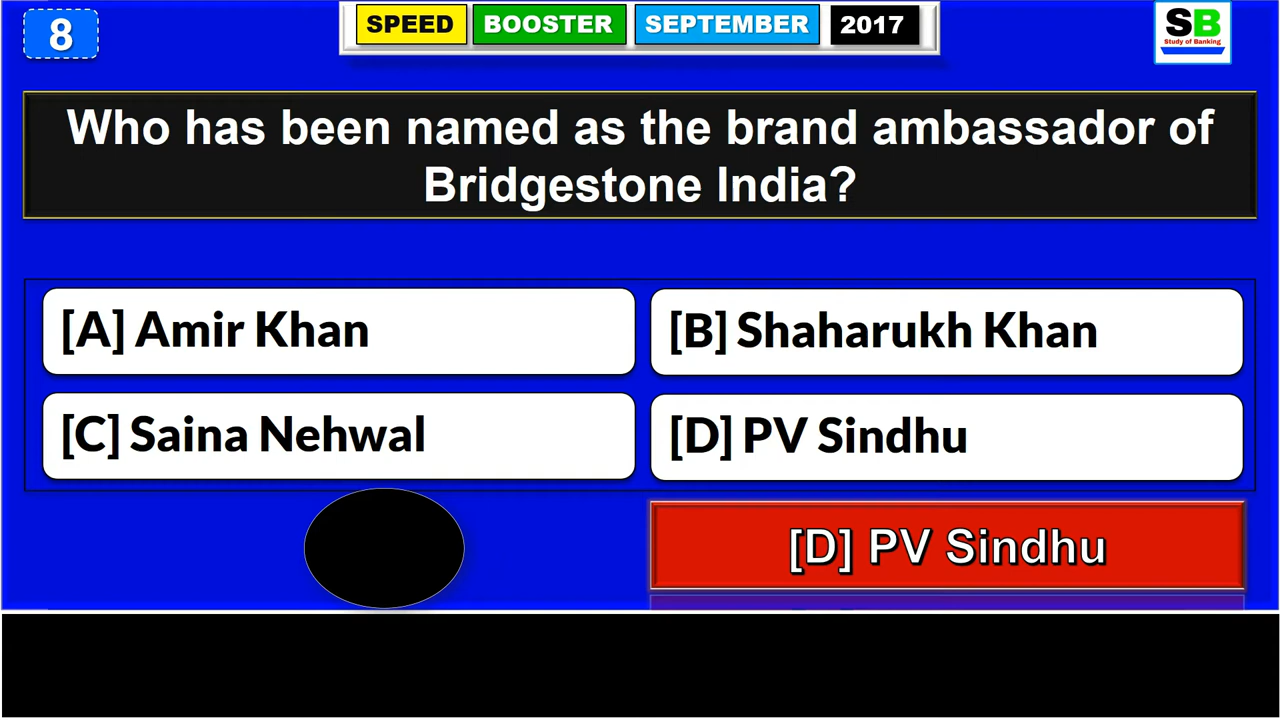 8
SPEED BOOSTER SEPTEMBER 2017
SB
Study of Banking
Who has been named as the brand ambassador of
Bridgestone India?
[A] Amir Khan
[B] Shaharukh Khan
[C] Saina Nehwal
[D] PV Sindhu
[D] PV Sindhu